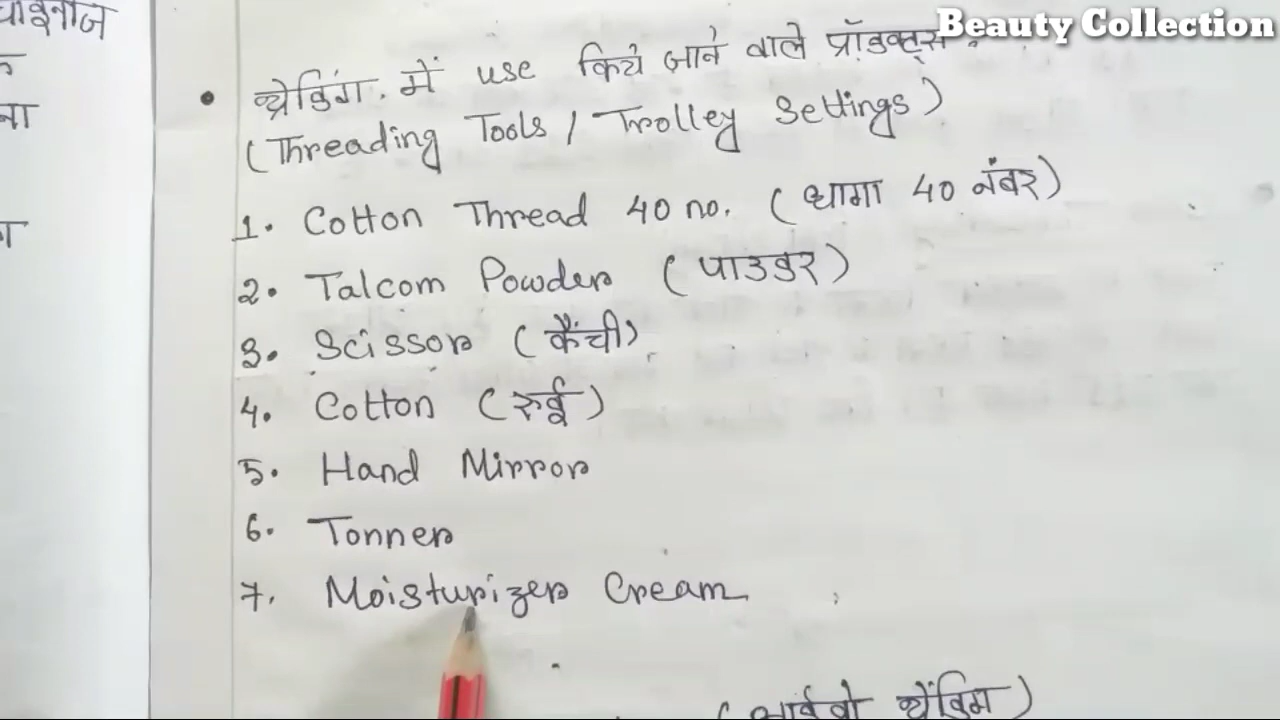 Beauty Collection
• थ्रेडिंग. में use किये जाने वाले प्रॉडक्ट्स.
(Threading Tools / Trolley Settings)
1. Cotton Thread 40 no. (धागा 40 नंबर)
2. Talcom Powder (पाउडर)
3. Scissor (कैंची)
4. Cotton (रुई)
5. Hand Mirror
6. Tonner
7. Moisturizer Cream
(आईब्रो थ्रेडिंग)